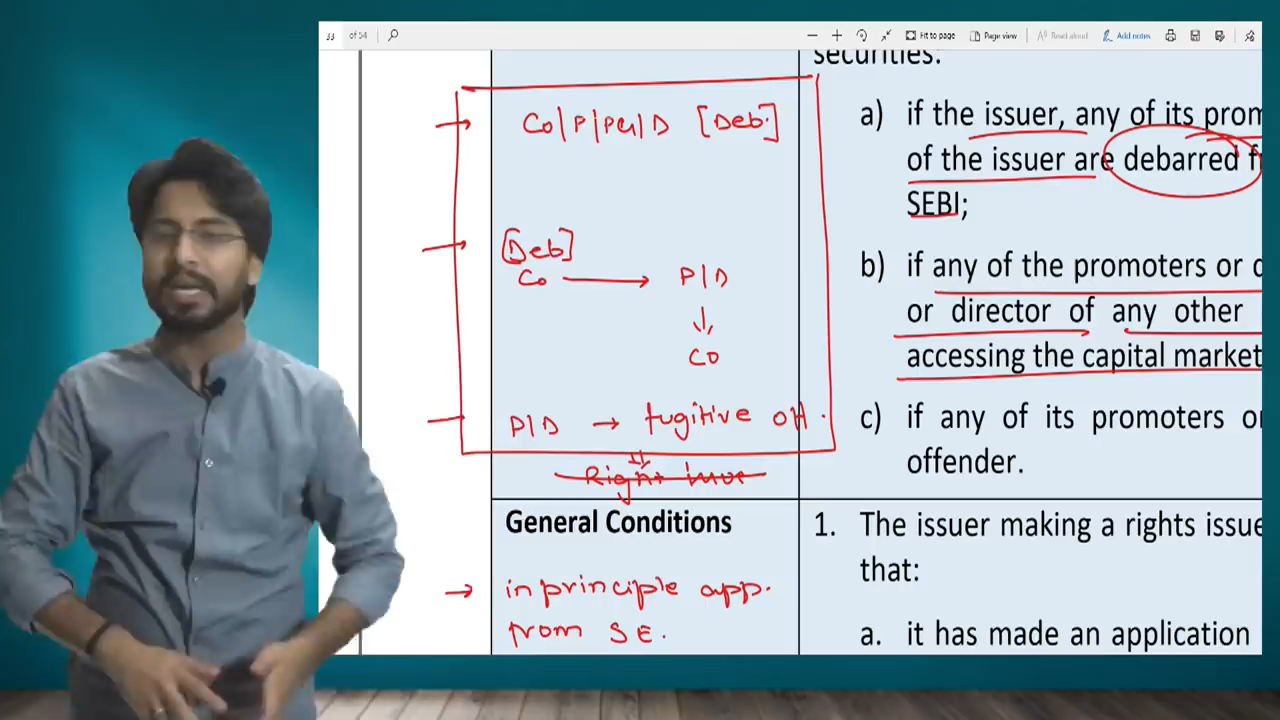 33 of 54
Fit to page
Page view
Read aloud
Add notes
securities:
Co|P|PG|D [Deb.]
a) if the issuer, any of its prom
of the issuer are debarred f
SEBI;
[Deb]
Co → P|D
↓
CO
b) if any of the promoters or d
or director of any other
accessing the capital market
P|D → fugitive off.
c) if any of its promoters or
offender.
Right issue
General Conditions
1. The issuer making a rights issue
that:
→ in principle app.
from SE.
a. it has made an application